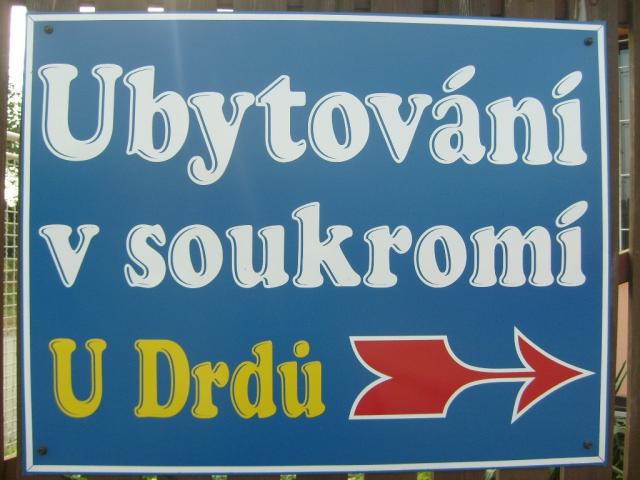 Ubytování
v soukromí
U Drdů